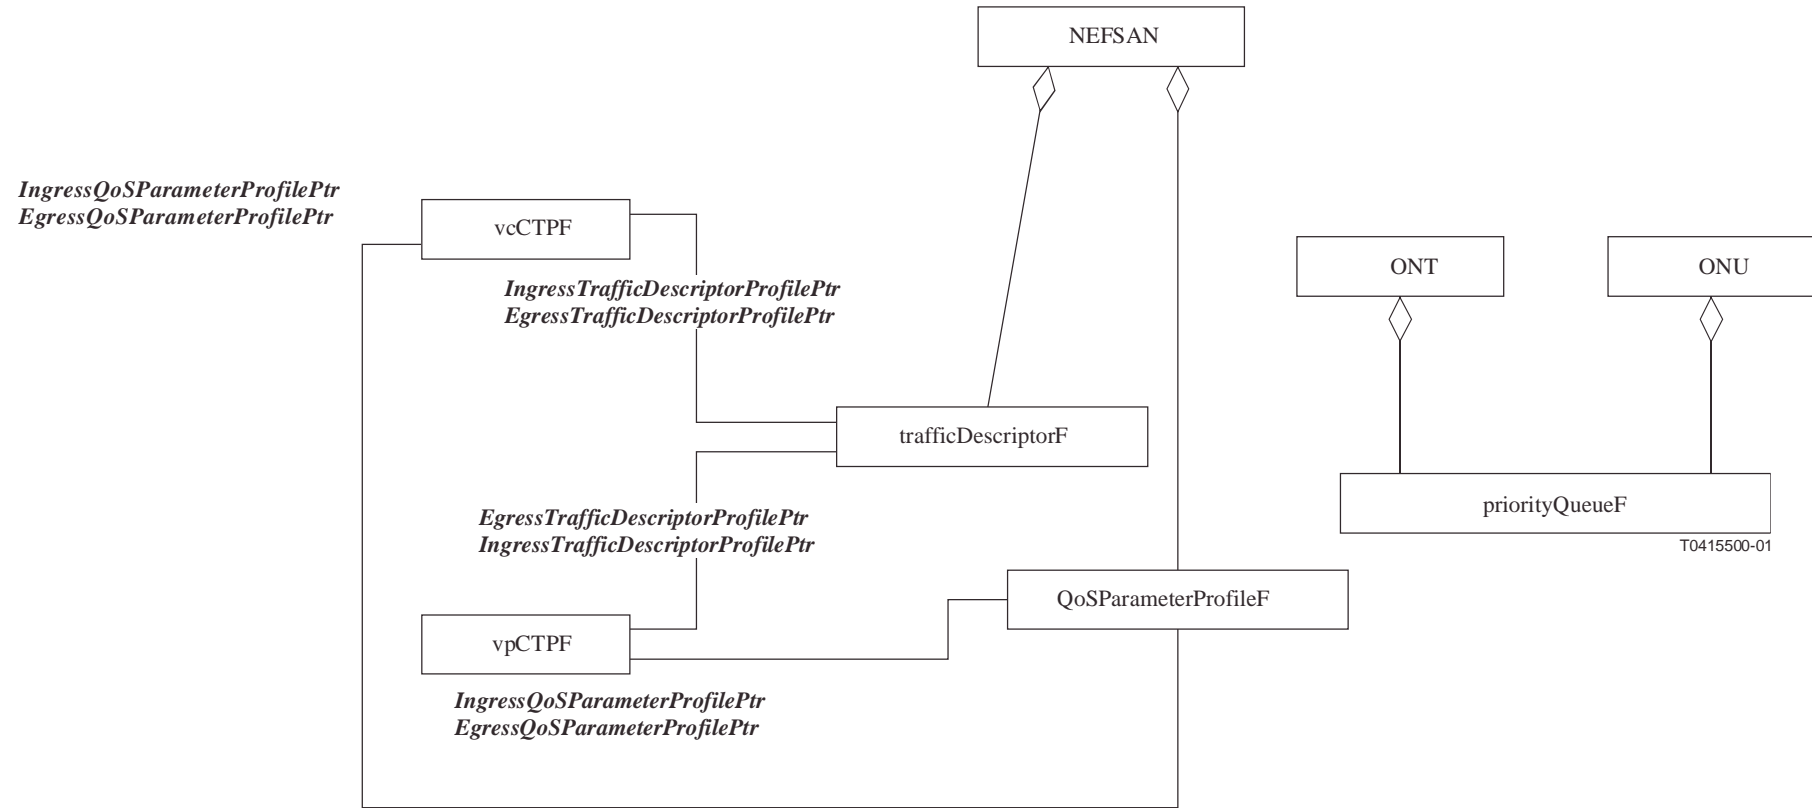 NEFSAN
IngressQoSParameterProfilePtr
EgressQoSParameterProfilePtr
vcCTPF
IngressTrafficDescriptorProfilePtr
EgressTrafficDescriptorProfilePtr
ONT
ONU
trafficDescriptorF
priorityQueueF
T0415500-01
EgressTrafficDescriptorProfilePtr
IngressTrafficDescriptorProfilePtr
QoSParameterProfileF
vpCTPF
IngressQoSParameterProfilePtr
EgressQoSParameterProfilePtr